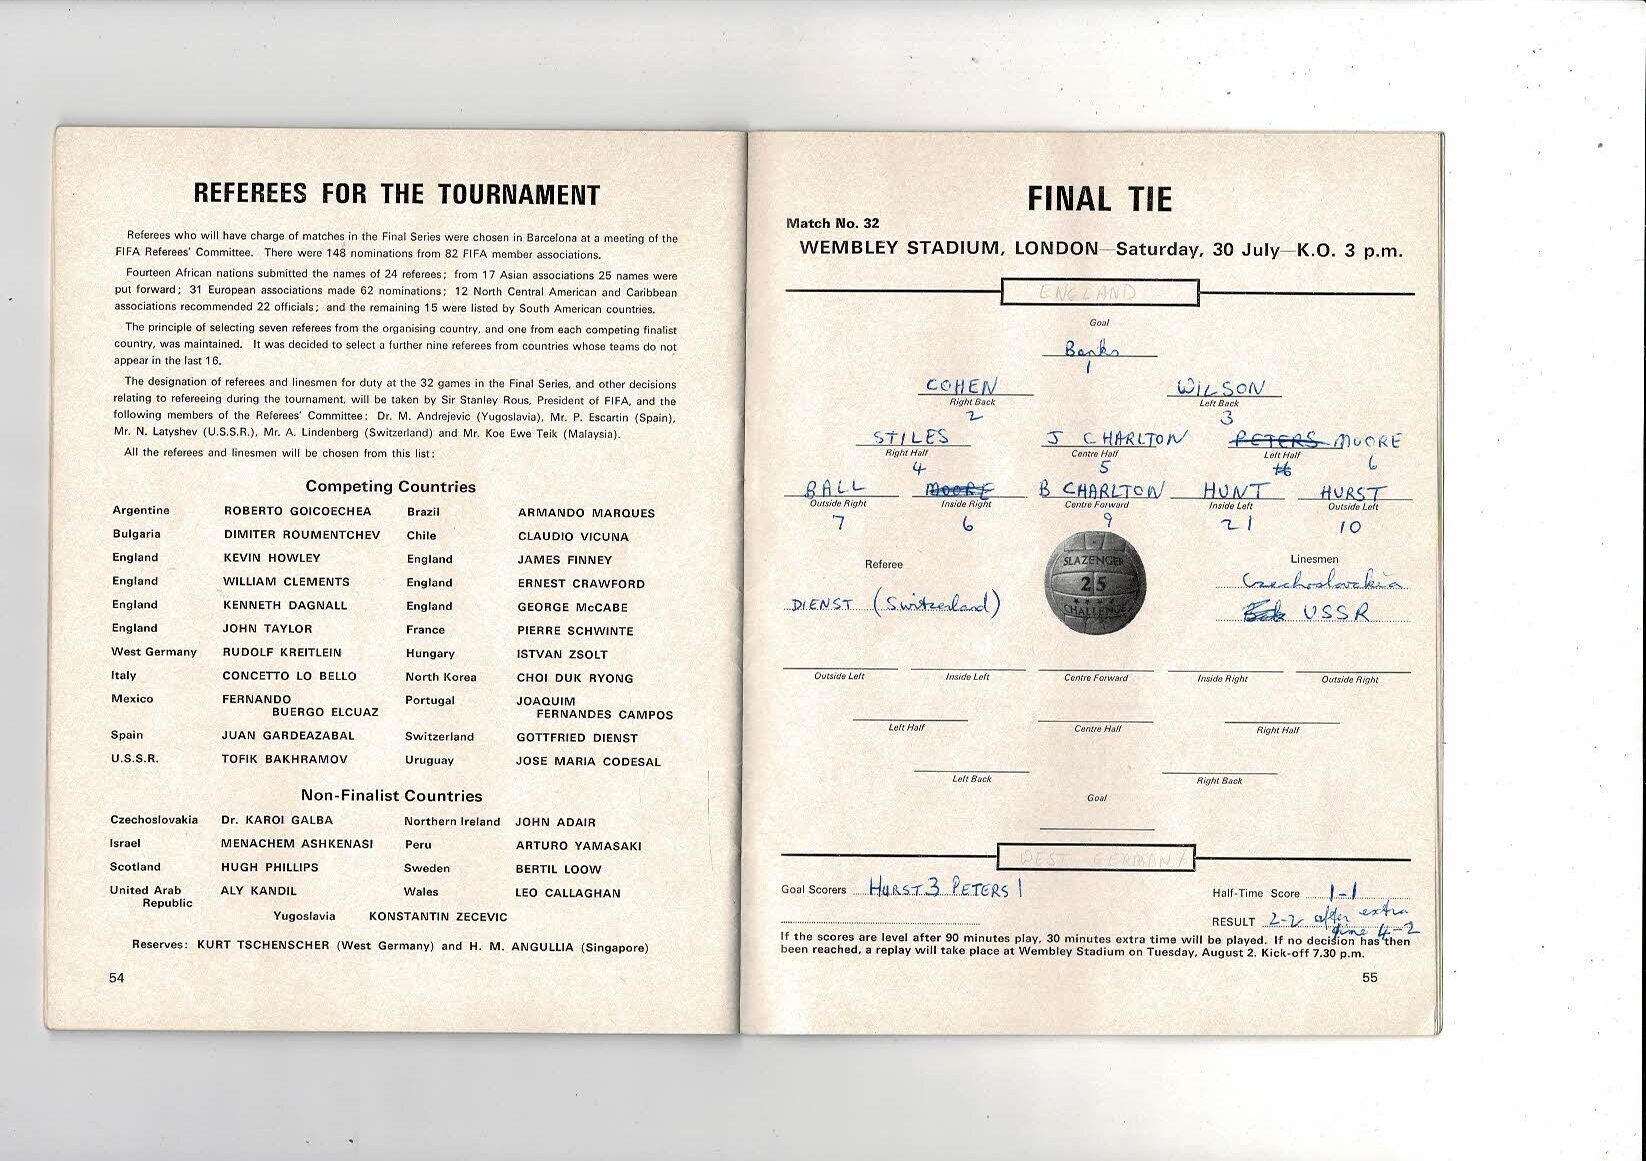 REFEREES FOR THE TOURNAMENT
Referees who will have charge of matches in the Final Series were chosen in Barcelona at a meeting of the
FIFA Referees' Committee. There were 148 nominations from 82 FIFA member associations.
Fourteen African nations submitted the names of 24 referees; from 17 Asian associations 25 names were
put forward; 31 European associations made 62 nominations; 12 North Central American and Caribbean
associations recommended 22 officials; and the remaining 15 were listed by South American countries.
The principle of selecting seven referees from the organising country, and one from each competing finalist
country, was maintained. It was decided to select a further nine referees from countries whose teams do not
appear in the last 16.
The designation of referees and linesmen for duty at the 32 games in the Final Series, and other decisions
relating to refereeing during the tournament, will be taken by Sir Stanley Rous, President of FIFA, and the
following members of the Referees' Committee: Dr. M. Andrejevic (Yugoslavia), Mr. P. Escartin (Spain),
Mr. N. Latyshev (U.S.S.R.), Mr. A. Lindenberg (Switzerland) and Mr. Koe Ewe Teik (Malaysia).
All the referees and linesmen will be chosen from this list:
Competing Countries
Argentine ROBERTO GOICOECHEA Brazil ARMANDO MARQUES
Bulgaria DIMITER ROUMENTCHEV Chile CLAUDIO VICUNA
England KEVIN HOWLEY England JAMES FINNEY
England WILLIAM CLEMENTS England ERNEST CRAWFORD
England KENNETH DAGNALL England GEORGE McCABE
England JOHN TAYLOR France PIERRE SCHWINTE
West Germany RUDOLF KREITLEIN Hungary ISTVAN ZSOLT
Italy CONCETTO LO BELLO North Korea CHOI DUK RYONG
Mexico FERNANDO Portugal JOAQUIM
BUERGO ELCUAZ FERNANDES CAMPOS
Spain JUAN GARDEAZABAL Switzerland GOTTFRIED DIENST
U.S.S.R. TOFIK BAKHRAMOV Uruguay JOSE MARIA CODESAL
Non-Finalist Countries
Czechoslovakia Dr. KAROL GALBA Northern Ireland JOHN ADAIR
Israel MENACHEM ASHKENASI Peru ARTURO YAMASAKI
Scotland HUGH PHILLIPS Sweden BERTIL LOOW
United Arab ALY KANDIL Wales LEO CALLAGHAN
Republic
Yugoslavia KONSTANTIN ZECEVIC
Reserves: KURT TSCHENSCHER (West Germany) and H. M. ANGULLIA (Singapore)
54
FINAL TIE
Match No. 32
WEMBLEY STADIUM, LONDON—Saturday, 30 July—K.O. 3 p.m.
ENGLAND
Goal
Banks
1
COHEN WILSON
Right Back Left Back
2 3
STILES J CHARLTON PETERS MOORE
Right Half Centre Half Left Half
4 5 16 6
BALL MOORE B CHARLTON HUNT HURST
Outside Right Inside Right Centre Forward Inside Left Outside Left
7 6 9 21 10
SLAZENGER
25
CHALLENGE
Referee Linesmen
Czechoslovakia
DIENST (Switzerland) USSR
Outside Left Inside Left Centre Forward Inside Right Outside Right
Left Half Centre Half Right Half
Left Back Right Back
Goal
WEST GERMANY
Goal Scorers HURST 3 PETERS 1 Half-Time Score 1-1
RESULT 2-2 after extra
time 4-2
If the scores are level after 90 minutes play, 30 minutes extra time will be played. If no decision has then
been reached, a replay will take place at Wembley Stadium on Tuesday, August 2. Kick-off 7.30 p.m.
55